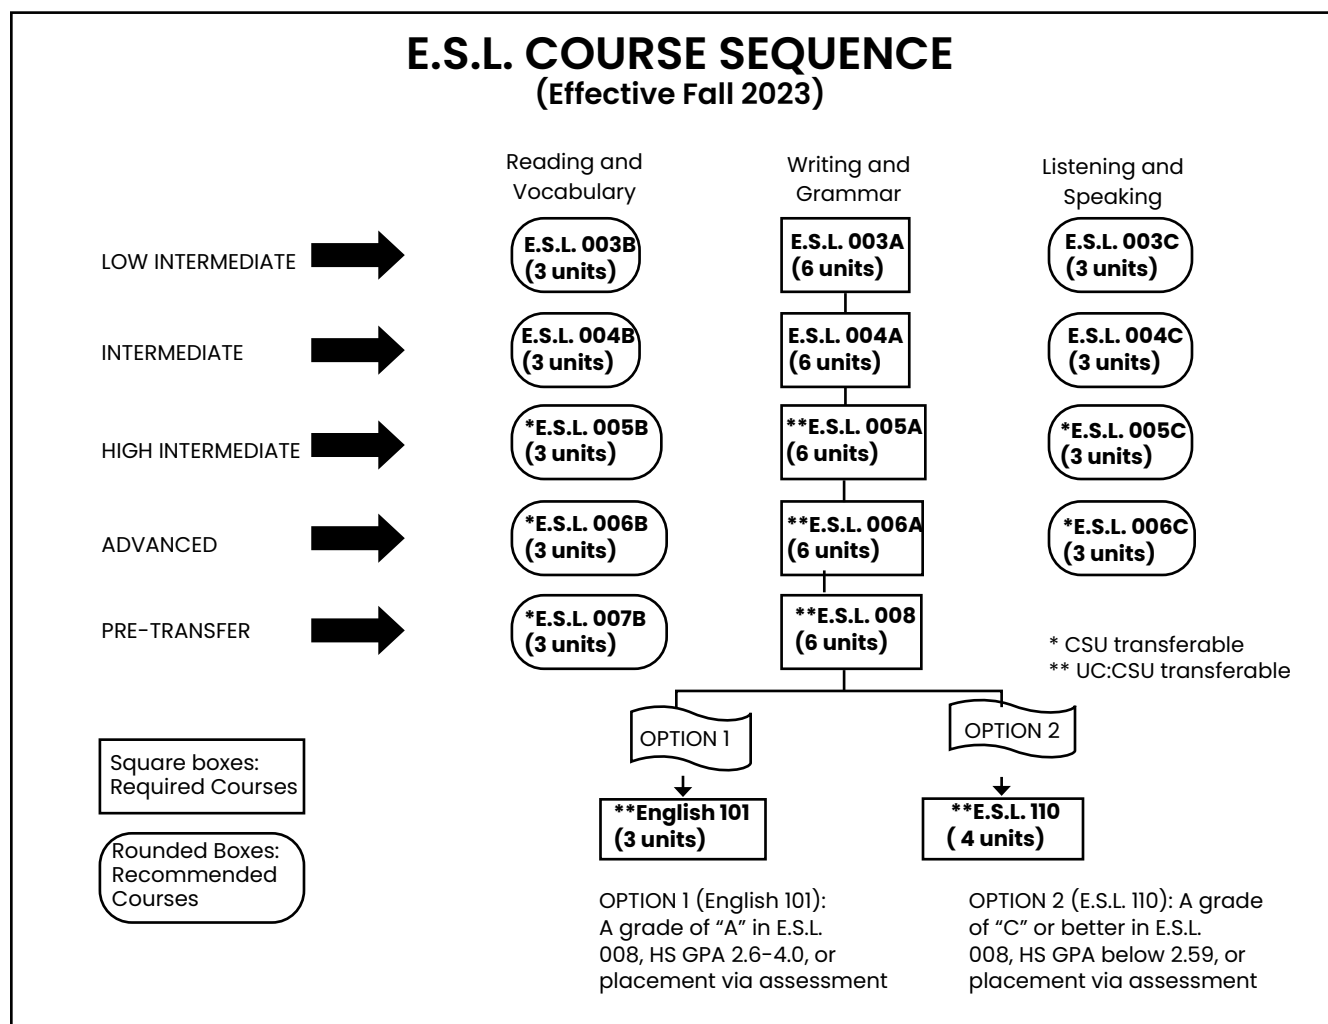 E.S.L. COURSE SEQUENCE
(Effective Fall 2023)
Reading and
Vocabulary
Writing and
Grammar
Listening and
Speaking
LOW INTERMEDIATE
E.S.L. 003B
(3 units)
E.S.L. 003A
(6 units)
E.S.L. 003C
(3 units)
INTERMEDIATE
E.S.L. 004B
(3 units)
E.S.L. 004A
(6 units)
E.S.L. 004C
(3 units)
HIGH INTERMEDIATE
*E.S.L. 005B
(3 units)
**E.S.L. 005A
(6 units)
*E.S.L. 005C
(3 units)
ADVANCED
*E.S.L. 006B
(3 units)
**E.S.L. 006A
(6 units)
*E.S.L. 006C
(3 units)
PRE-TRANSFER
*E.S.L. 007B
(3 units)
**E.S.L. 008
(6 units)
* CSU transferable
** UC:CSU transferable
OPTION 1
OPTION 2
Square boxes:
Required Courses
**English 101
(3 units)
**E.S.L. 110
( 4 units)
Rounded Boxes:
Recommended
Courses
OPTION 1 (English 101):
A grade of “A” in E.S.L.
008, HS GPA 2.6-4.0, or
placement via assessment
OPTION 2 (E.S.L. 110): A grade
of “C” or better in E.S.L.
008, HS GPA below 2.59, or
placement via assessment